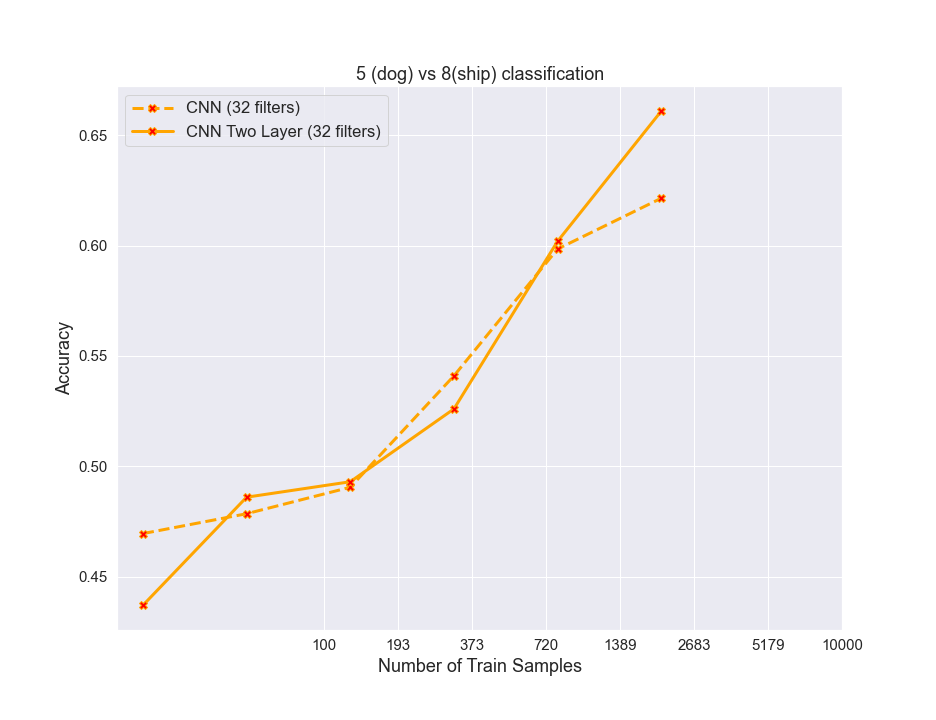 5 (dog) vs 8(ship) classification
CNN (32 filters)
CNN Two Layer (32 filters)
0.65
0.60
0.55
0.50
0.45
Accuracy
100 193 373 720 1389 2683 5179 10000
Number of Train Samples